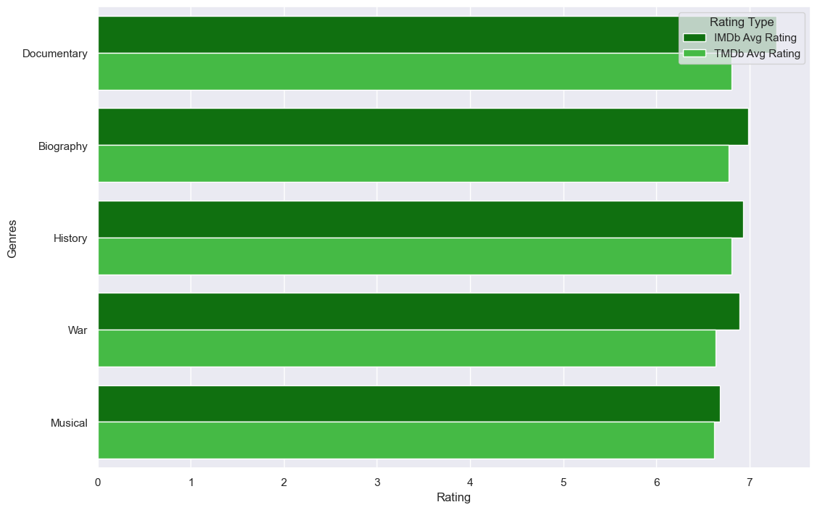 Rating Type
IMDb Avg Rating
TMDb Avg Rating
Documentary
Biography
History
War
Musical
Genres
0 1 2 3 4 5 6 7
Rating